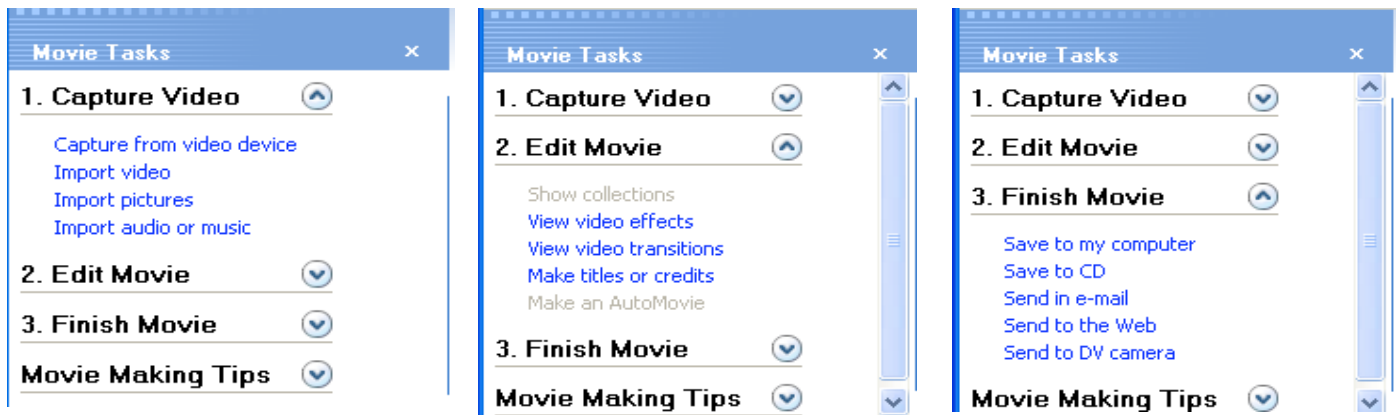 Movie Tasks
1. Capture Video
Capture from video device
Import video
Import pictures
Import audio or music
2. Edit Movie
3. Finish Movie
Movie Making Tips
Movie Tasks
1. Capture Video
2. Edit Movie
Show collections
View video effects
View video transitions
Make titles or credits
Make an AutoMovie
3. Finish Movie
Movie Making Tips
Movie Tasks
1. Capture Video
2. Edit Movie
3. Finish Movie
Save to my computer
Save to CD
Send in e-mail
Send to the Web
Send to DV camera
Movie Making Tips